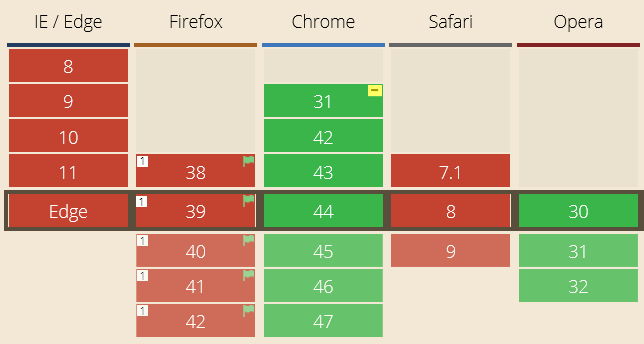 IE / Edge Firefox Chrome Safari Opera
8
9 31
10 42
11 1 38 43 7.1
Edge 1 39 44 8 30
1 40 45 9 31
1 41 46 32
1 42 47